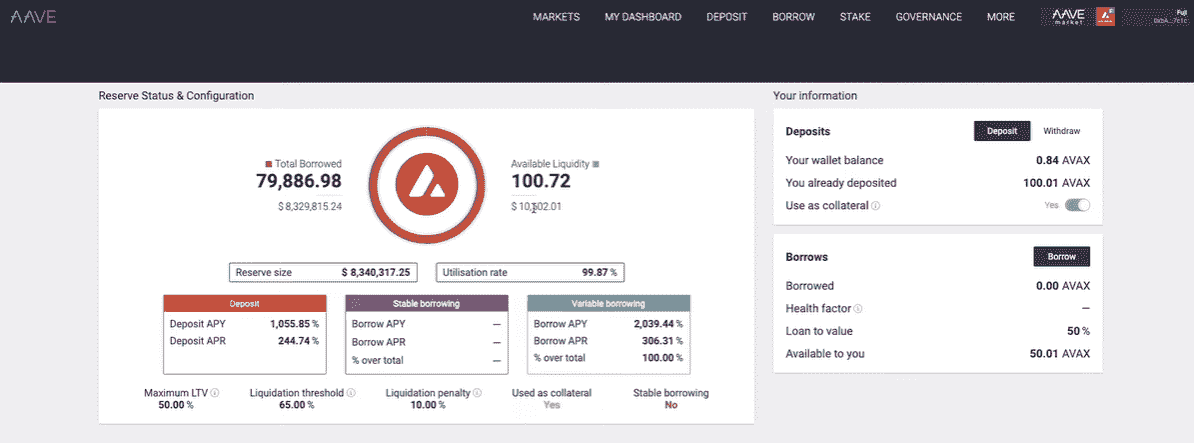 AAVE MARKETS MY DASHBOARD DEPOSIT BORROW STAKE GOVERNANCE MORE AAVE market Fuji
Reserve Status & Configuration
Total Borrowed
79,886.98
$ 8,329,815.24
Available Liquidity
100.72
$ 10,502.01
Reserve size $ 8,340,317.25
Utilisation rate 99.87 %
Deposit
Deposit APY 1,055.85 %
Deposit APR 244.74 %
Stable borrowing
Borrow APY —
Borrow APR —
% over total —
Variable borrowing
Borrow APY 2,039.44 %
Borrow APR 306.31 %
% over total 100.00 %
Maximum LTV
50.00 %
Liquidation threshold
65.00 %
Liquidation penalty
10.00 %
Used as collateral
Yes
Stable borrowing
No
Your information
Deposits Deposit Withdraw
Your wallet balance 0.84 AVAX
You already deposited 100.01 AVAX
Use as collateral Yes
Borrows Borrow
Borrowed 0.00 AVAX
Health factor —
Loan to value 50 %
Available to you 50.01 AVAX